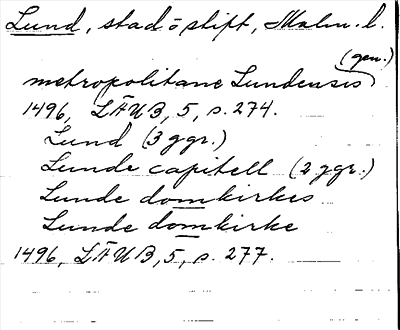 Lund, stad o stift, Malm. l.
(gen.)
metropolitane Lundensis
1496, LÄUB, 5, s. 274.
Lund (3 ggr.)
Lunde capitell (2 ggr.)
Lunde domkirkes
Lunde domkirke
1496, LÄUB, 5, s. 277.